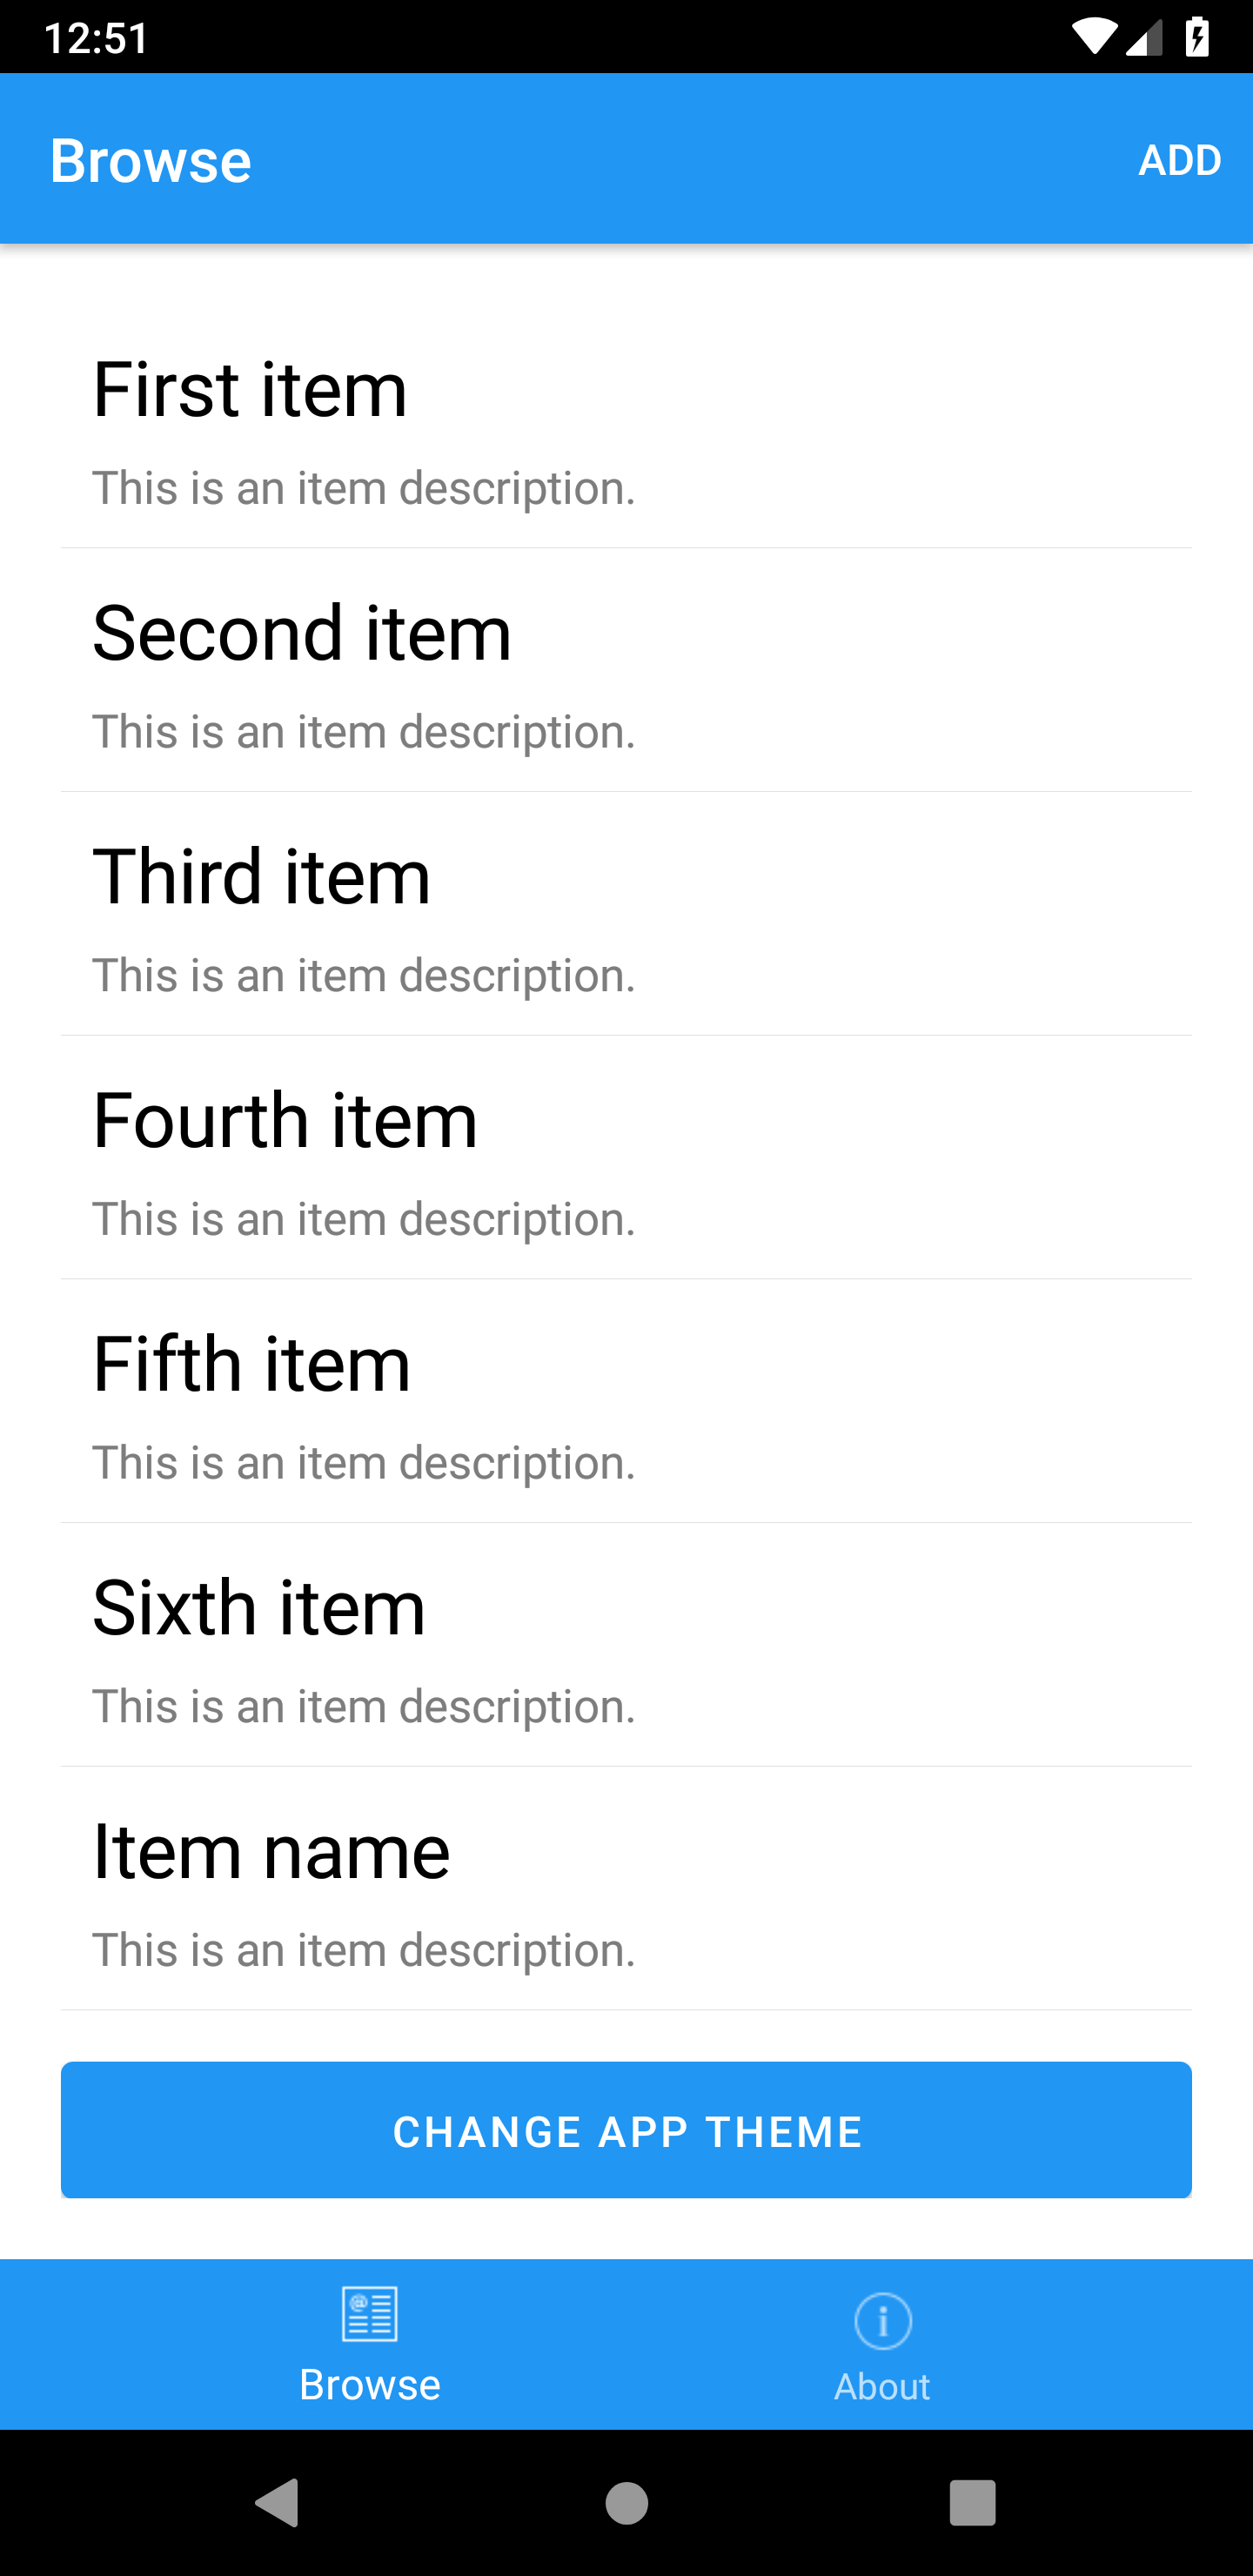 12:51
Browse
ADD
First item
This is an item description.
Second item
This is an item description.
Third item
This is an item description.
Fourth item
This is an item description.
Fifth item
This is an item description.
Sixth item
This is an item description.
Item name
This is an item description.
CHANGE APP THEME
Browse
About